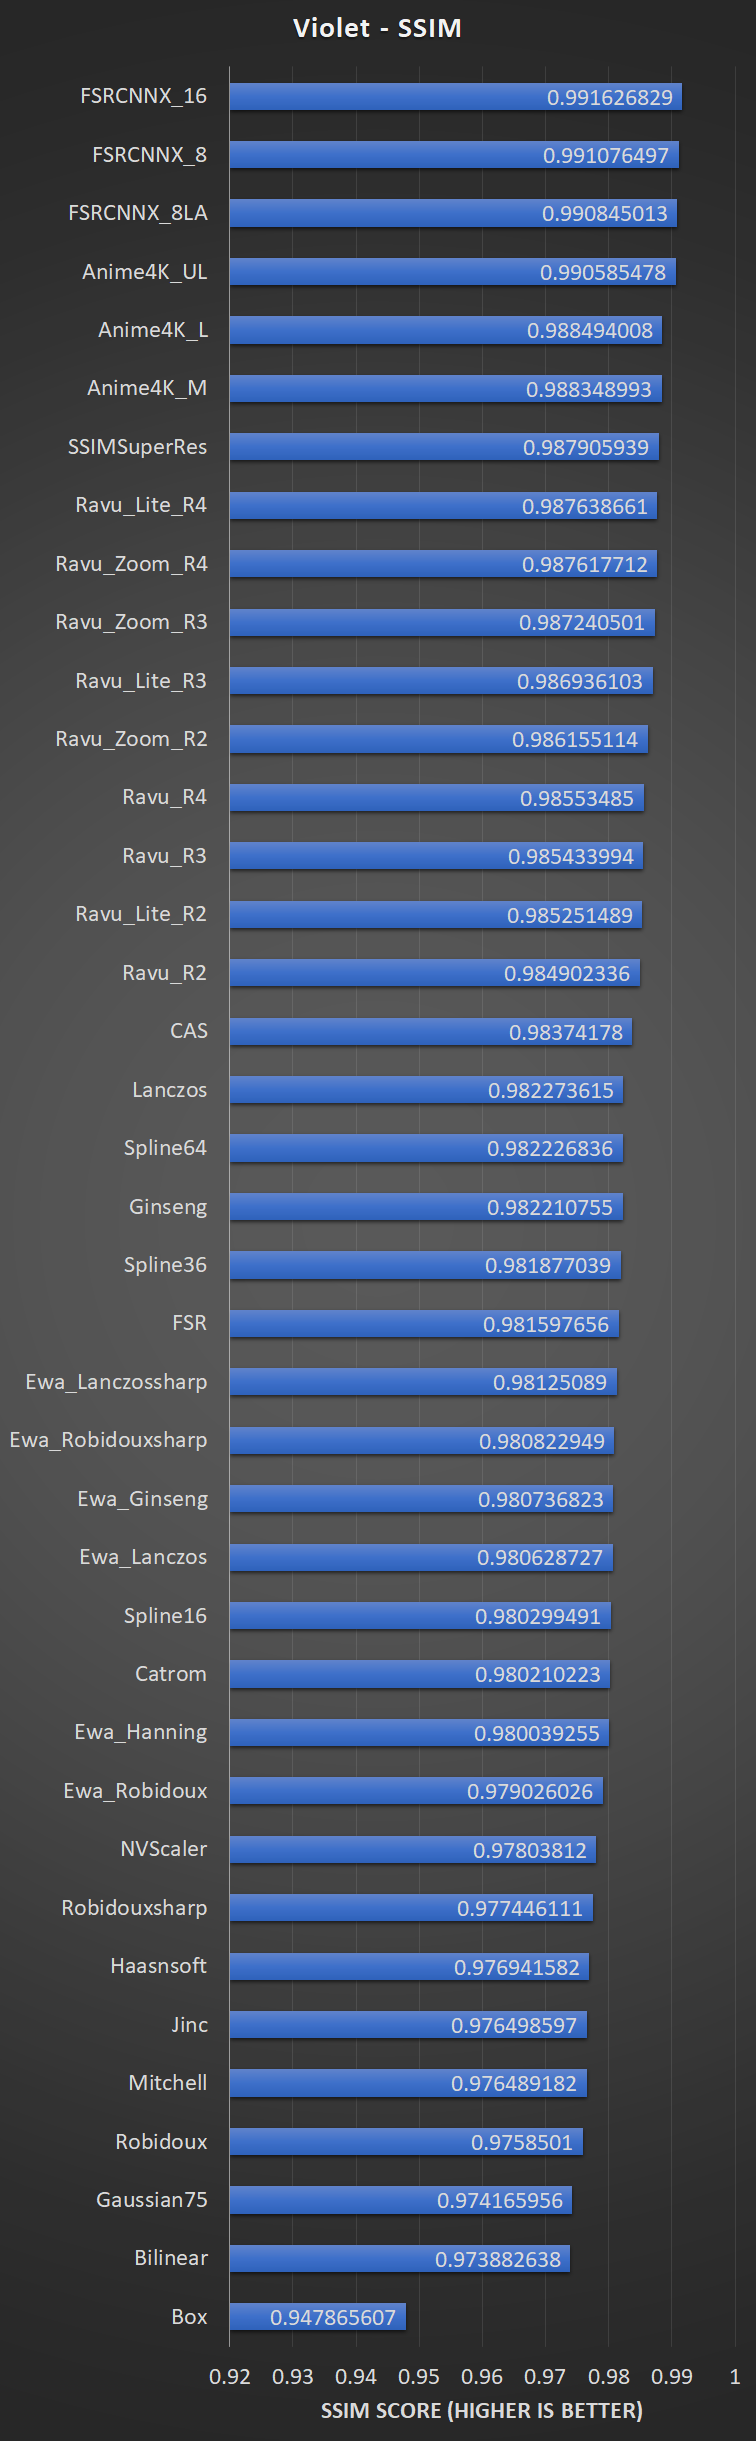 Violet - SSIM
FSRCNNX_16 0.991626829
FSRCNNX_8 0.991076497
FSRCNNX_8LA 0.990845013
Anime4K_UL 0.990585478
Anime4K_L 0.988494008
Anime4K_M 0.988348993
SSIMSuperRes 0.987905939
Ravu_Lite_R4 0.987638661
Ravu_Zoom_R4 0.987617712
Ravu_Zoom_R3 0.987240501
Ravu_Lite_R3 0.986936103
Ravu_Zoom_R2 0.986155114
Ravu_R4 0.98553485
Ravu_R3 0.985433994
Ravu_Lite_R2 0.985251489
Ravu_R2 0.984902336
CAS 0.98374178
Lanczos 0.982273615
Spline64 0.982226836
Ginseng 0.982210755
Spline36 0.981877039
FSR 0.981597656
Ewa_Lanczossharp 0.98125089
Ewa_Robidouxsharp 0.980822949
Ewa_Ginseng 0.980736823
Ewa_Lanczos 0.980628727
Spline16 0.980299491
Catrom 0.980210223
Ewa_Hanning 0.980039255
Ewa_Robidoux 0.979026026
NVScaler 0.97803812
Robidouxsharp 0.977446111
Haasnsoft 0.976941582
Jinc 0.976498597
Mitchell 0.976489182
Robidoux 0.9758501
Gaussian75 0.974165956
Bilinear 0.973882638
Box 0.947865607
0.92 0.93 0.94 0.95 0.96 0.97 0.98 0.99 1
SSIM SCORE (HIGHER IS BETTER)